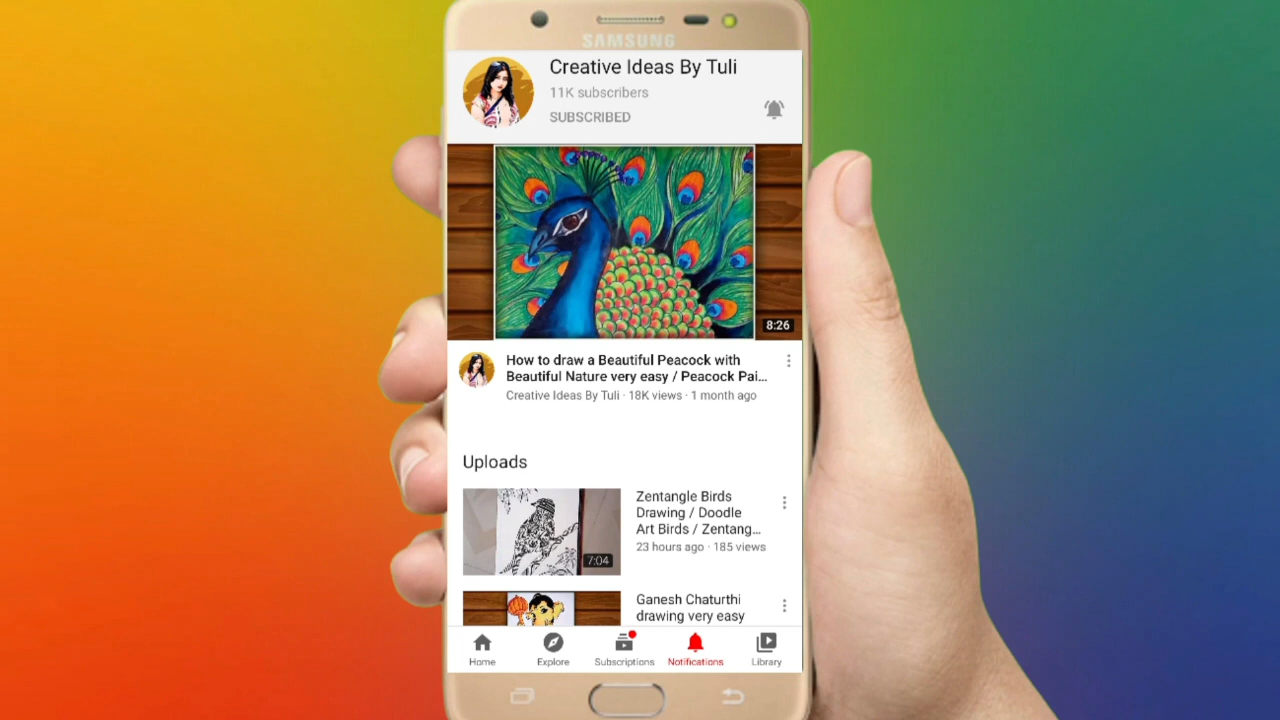 SAMSUNG
Creative Ideas By Tuli
11K subscribers
SUBSCRIBED
8:26
How to draw a Beautiful Peacock with
Beautiful Nature very easy / Peacock Pai...
Creative Ideas By Tuli · 18K views · 1 month ago
Uploads
Zentangle Birds
Drawing / Doodle
Art Birds / Zentang...
23 hours ago · 185 views
7:04
Ganesh Chaturthi
drawing very easy
Home
Explore
Subscriptions
Notifications
Library